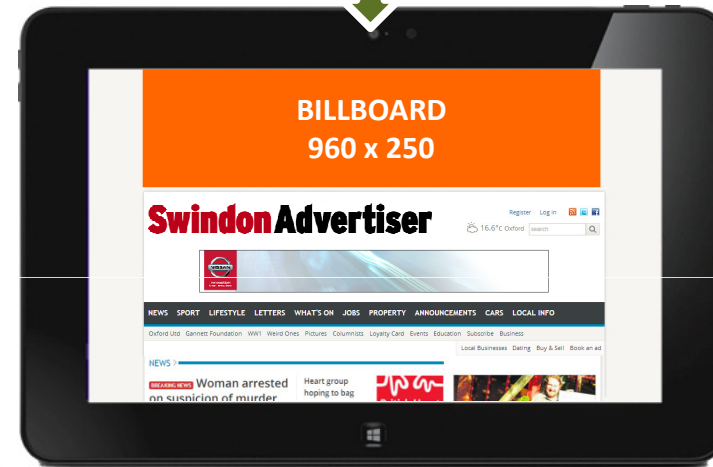 BILLBOARD
960 x 250
Swindon Advertiser
Register Log in
16.6°C Oxford search
NISSAN
NEWS SPORT LIFESTYLE LETTERS WHAT'S ON JOBS PROPERTY ANNOUNCEMENTS CARS LOCAL INFO
Oxford Utd Gannett Foundation WW1 Weird Ones Pictures Columnists Loyalty Card Events Education Subscribe Business
Local Businesses Dating Buy & Sell Book an ad
NEWS >
BREAKING NEWS Woman arrested
on suspicion of murder
Heart group
hoping to bag